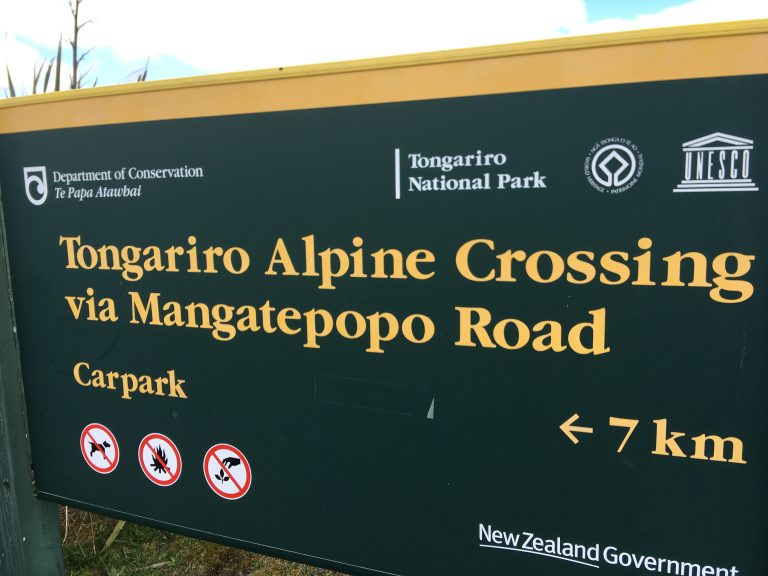 Department of Conservation
Te Papa Atawhai
Tongariro
National Park
UNESCO
Tongariro Alpine Crossing
via Mangatepopo Road
Carpark
← 7 km
New Zealand Government